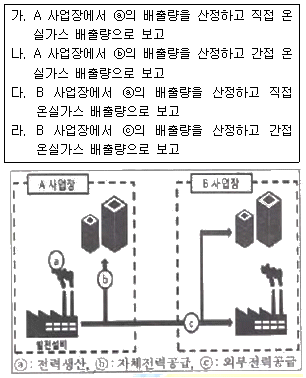 가. A 사업장에서 ⓐ의 배출량을 산정하고 직접 온
실가스 배출량으로 보고
나. A 사업장에서 ⓑ의 배출량을 산정하고 간접 온
실가스 배출량으로 보고
다. B 사업장에서 ⓐ의 배출량을 산정하고 직접
온실가스 배출량으로 보고
라. B 사업장에서 ⓒ의 배출량을 산정하고 간접
온실가스 배출량으로 보고
A 사업장
B 사업장
ⓐ
ⓑ
ⓒ
발전설비
ⓐ: 전력생산, ⓑ: 자체전력공급, ⓒ: 외부전력공급